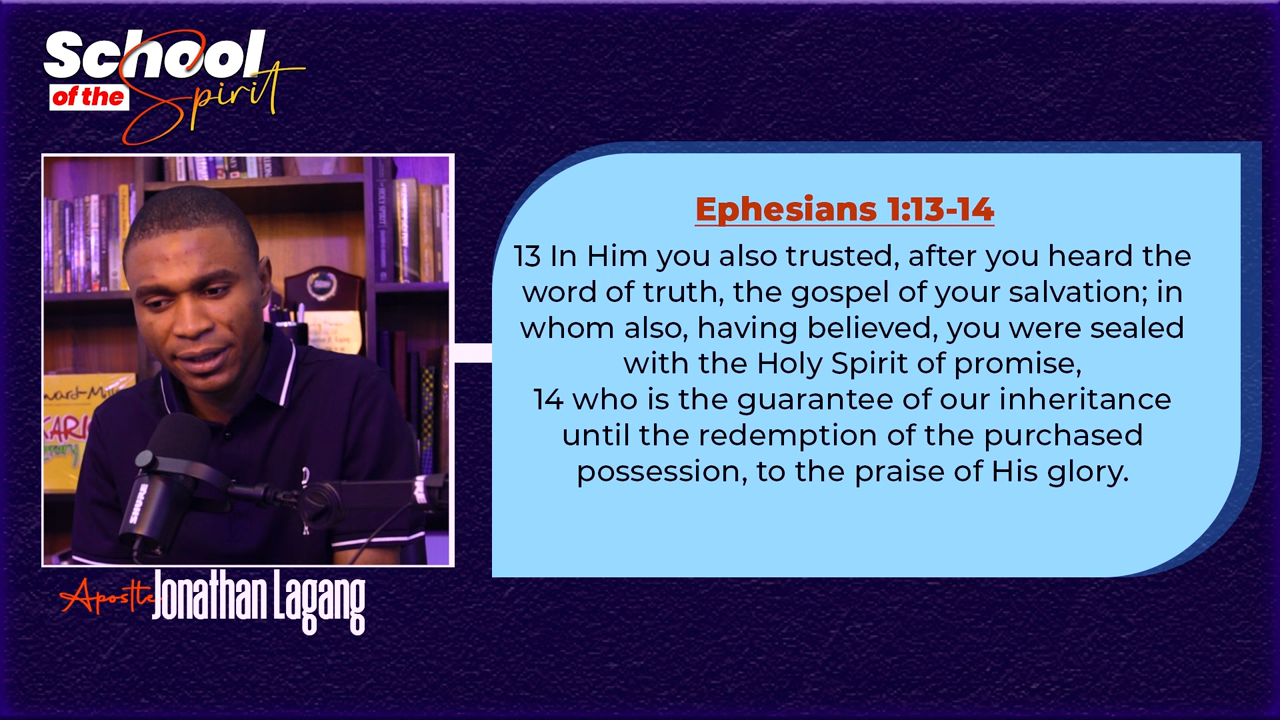 School
of the
Spirit
Ephesians 1:13-14
13 In Him you also trusted, after you heard the
word of truth, the gospel of your salvation; in
whom also, having believed, you were sealed
with the Holy Spirit of promise,
14 who is the guarantee of our inheritance
until the redemption of the purchased
possession, to the praise of His glory.
SHURE
Apostle Jonathan Lagang